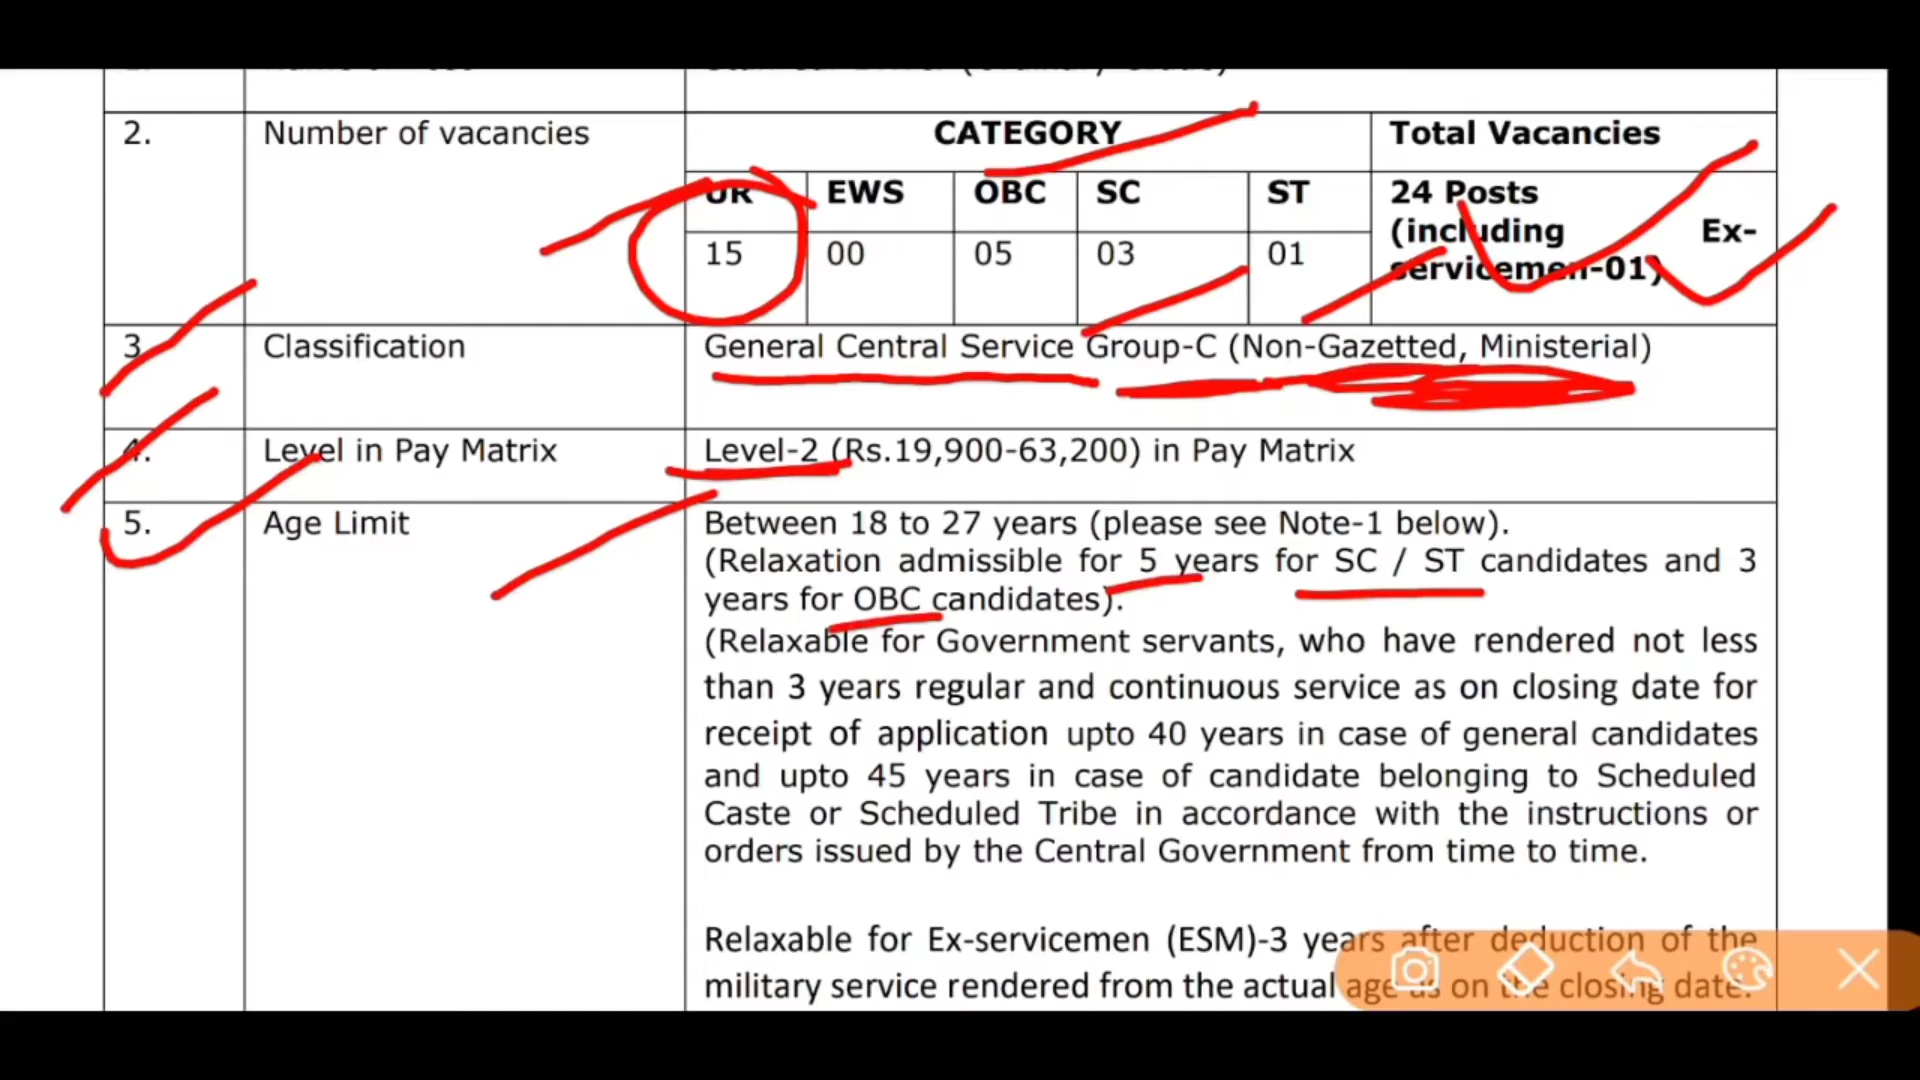 2. Number of vacancies CATEGORY Total Vacancies
UR EWS OBC SC ST 24 Posts
(including Ex-
15 00 05 03 01 servicemen-01)
3. Classification General Central Service Group-C (Non-Gazetted, Ministerial)
4. Level in Pay Matrix Level-2 (Rs.19,900-63,200) in Pay Matrix
5. Age Limit Between 18 to 27 years (please see Note-1 below).
(Relaxation admissible for 5 years for SC / ST candidates and 3
years for OBC candidates).
(Relaxable for Government servants, who have rendered not less
than 3 years regular and continuous service as on closing date for
receipt of application upto 40 years in case of general candidates
and upto 45 years in case of candidate belonging to Scheduled
Caste or Scheduled Tribe in accordance with the instructions or
orders issued by the Central Government from time to time.
Relaxable for Ex-servicemen (ESM)-3 years after deduction of the
military service rendered from the actual age as on the closing date.